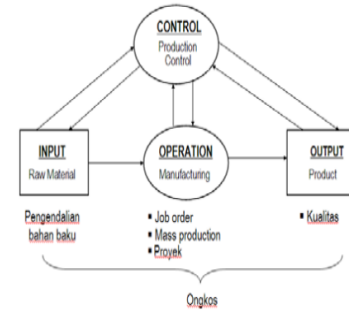 CONTROL
Production
Control
INPUT
Raw Material
OPERATION
Manufacturing
OUTPUT
Product
Pengendalian
bahan baku
▪ Job order
▪ Mass production
▪ Proyek
▪ Kualitas
Ongkos